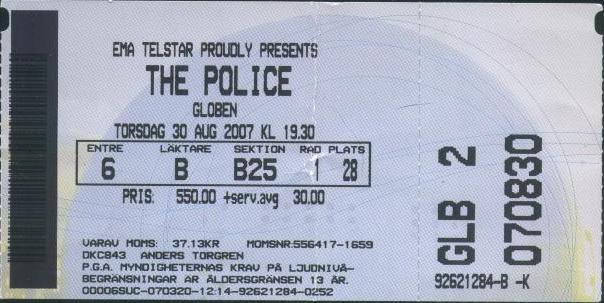 EMA TELSTAR PROUDLY PRESENTS
THE POLICE
GLOBEN
TORSDAG 30 AUG 2007 KL 19.30
ENTRE LÄKTARE SEKTION RAD PLATS
6 B B25 1 28
PRIS: 550.00 +serv.avg 30.00
VARAV MOMS: 37.13KR MOMSNR:556417-1659
DKC843 ANDERS TORGREN
P.G.A. MYNDIGHETERNAS KRAV PÅ LJUDNIVÅ-
BEGRÄNSNINGAR ÄR ÅLDERSGRÄNSEN 13 ÅR.
00006SUC-070320-12:14-9261284-0252
GLB 2
070830
92621284-B -K